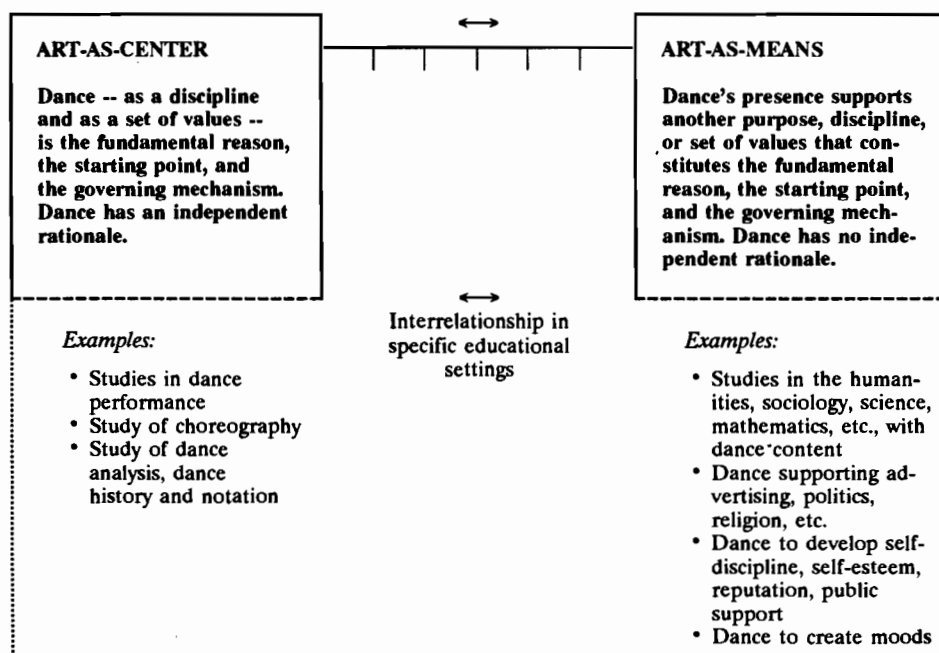 ART-AS-CENTER
Dance -- as a discipline
and as a set of values --
is the fundamental reason,
the starting point, and
the governing mechanism.
Dance has an independent
rationale.
ART-AS-MEANS
Dance's presence supports
another purpose, discipline,
or set of values that con-
stitutes the fundamental
reason, the starting point,
and the governing mech-
anism. Dance has no inde-
pendent rationale.
Examples:
• Studies in dance
performance
• Study of choreography
• Study of dance
analysis, dance
history and notation
Interrelationship in
specific educational
settings
Examples:
• Studies in the human-
ities, sociology, science,
mathematics, etc., with
dance content
• Dance supporting ad-
vertising, politics,
religion, etc.
• Dance to develop self-
discipline, self-esteem,
reputation, public
support
• Dance to create moods